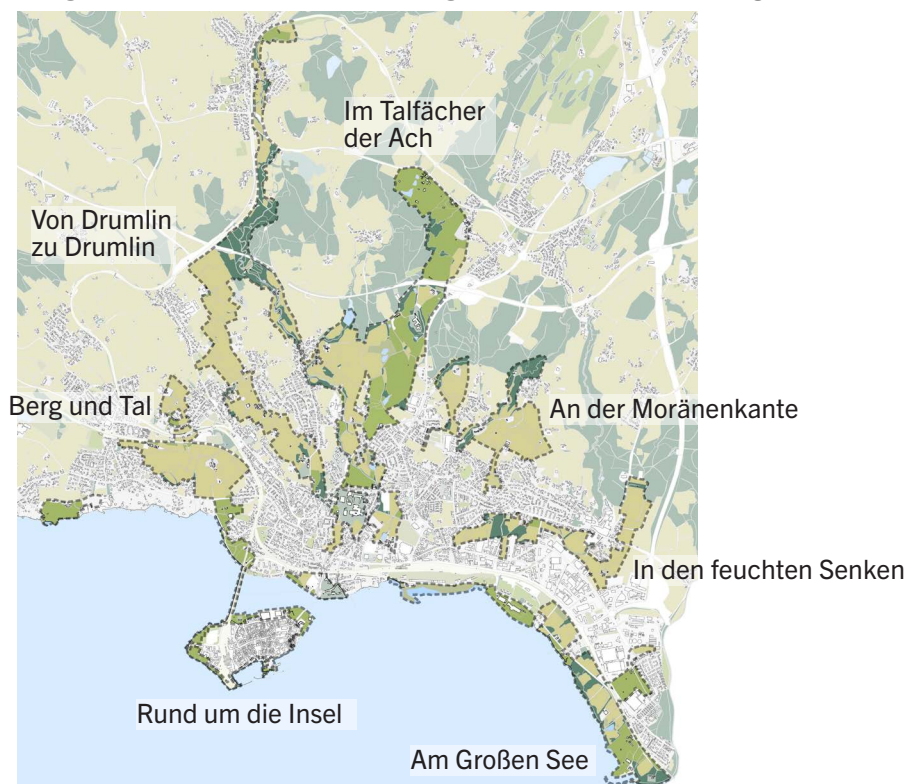 Im Talfächer
der Ach
Von Drumlin
zu Drumlin
Berg und Tal
An der Moränenkante
In den feuchten Senken
Rund um die Insel
Am Großen See